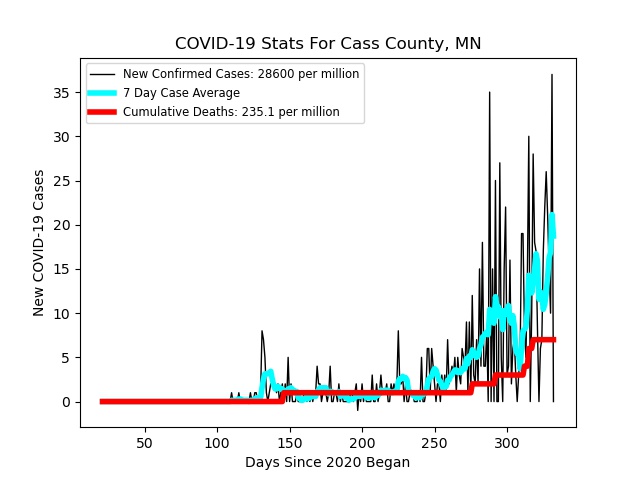 COVID-19 Stats For Cass County, MN
New Confirmed Cases: 28600 per million
7 Day Case Average
Cumulative Deaths: 235.1 per million
35
30
25
20
15
10
5
0
New COVID-19 Cases
50 100 150 200 250 300
Days Since 2020 Began